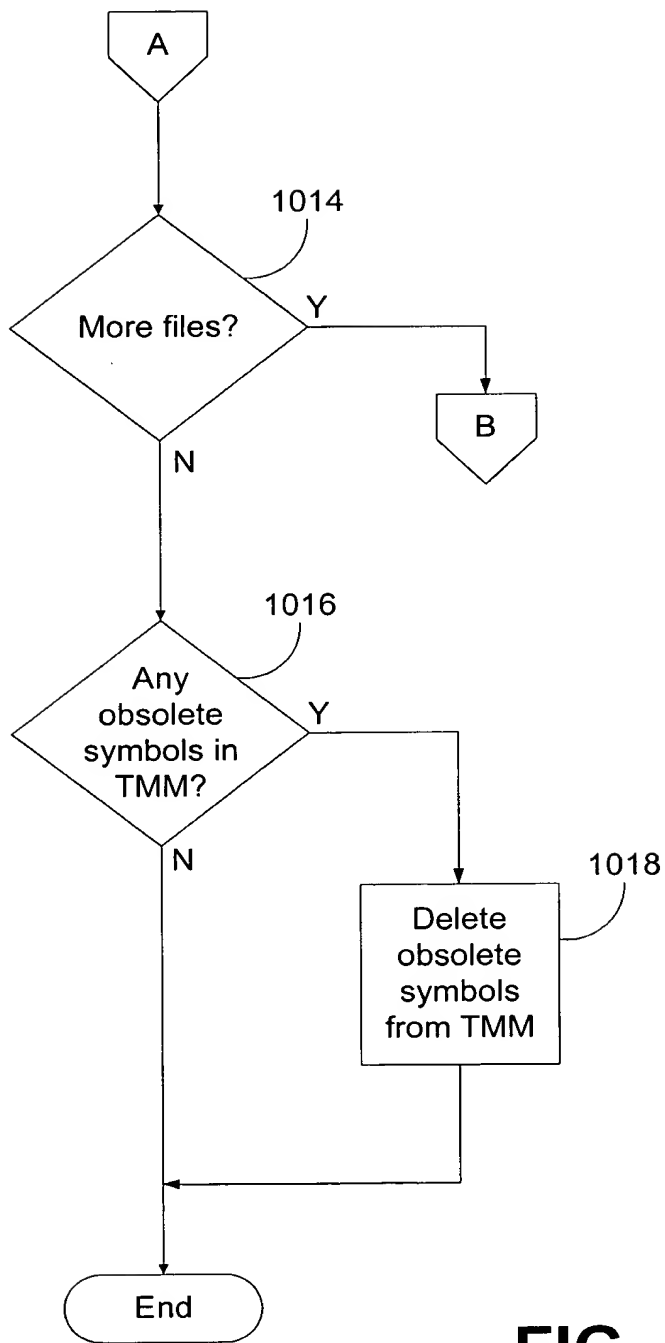 A
1014
More files?
Y
B
N
1016
Any
obsolete
symbols in
TMM?
Y
N
1018
Delete
obsolete
symbols
from TMM
End
FIG